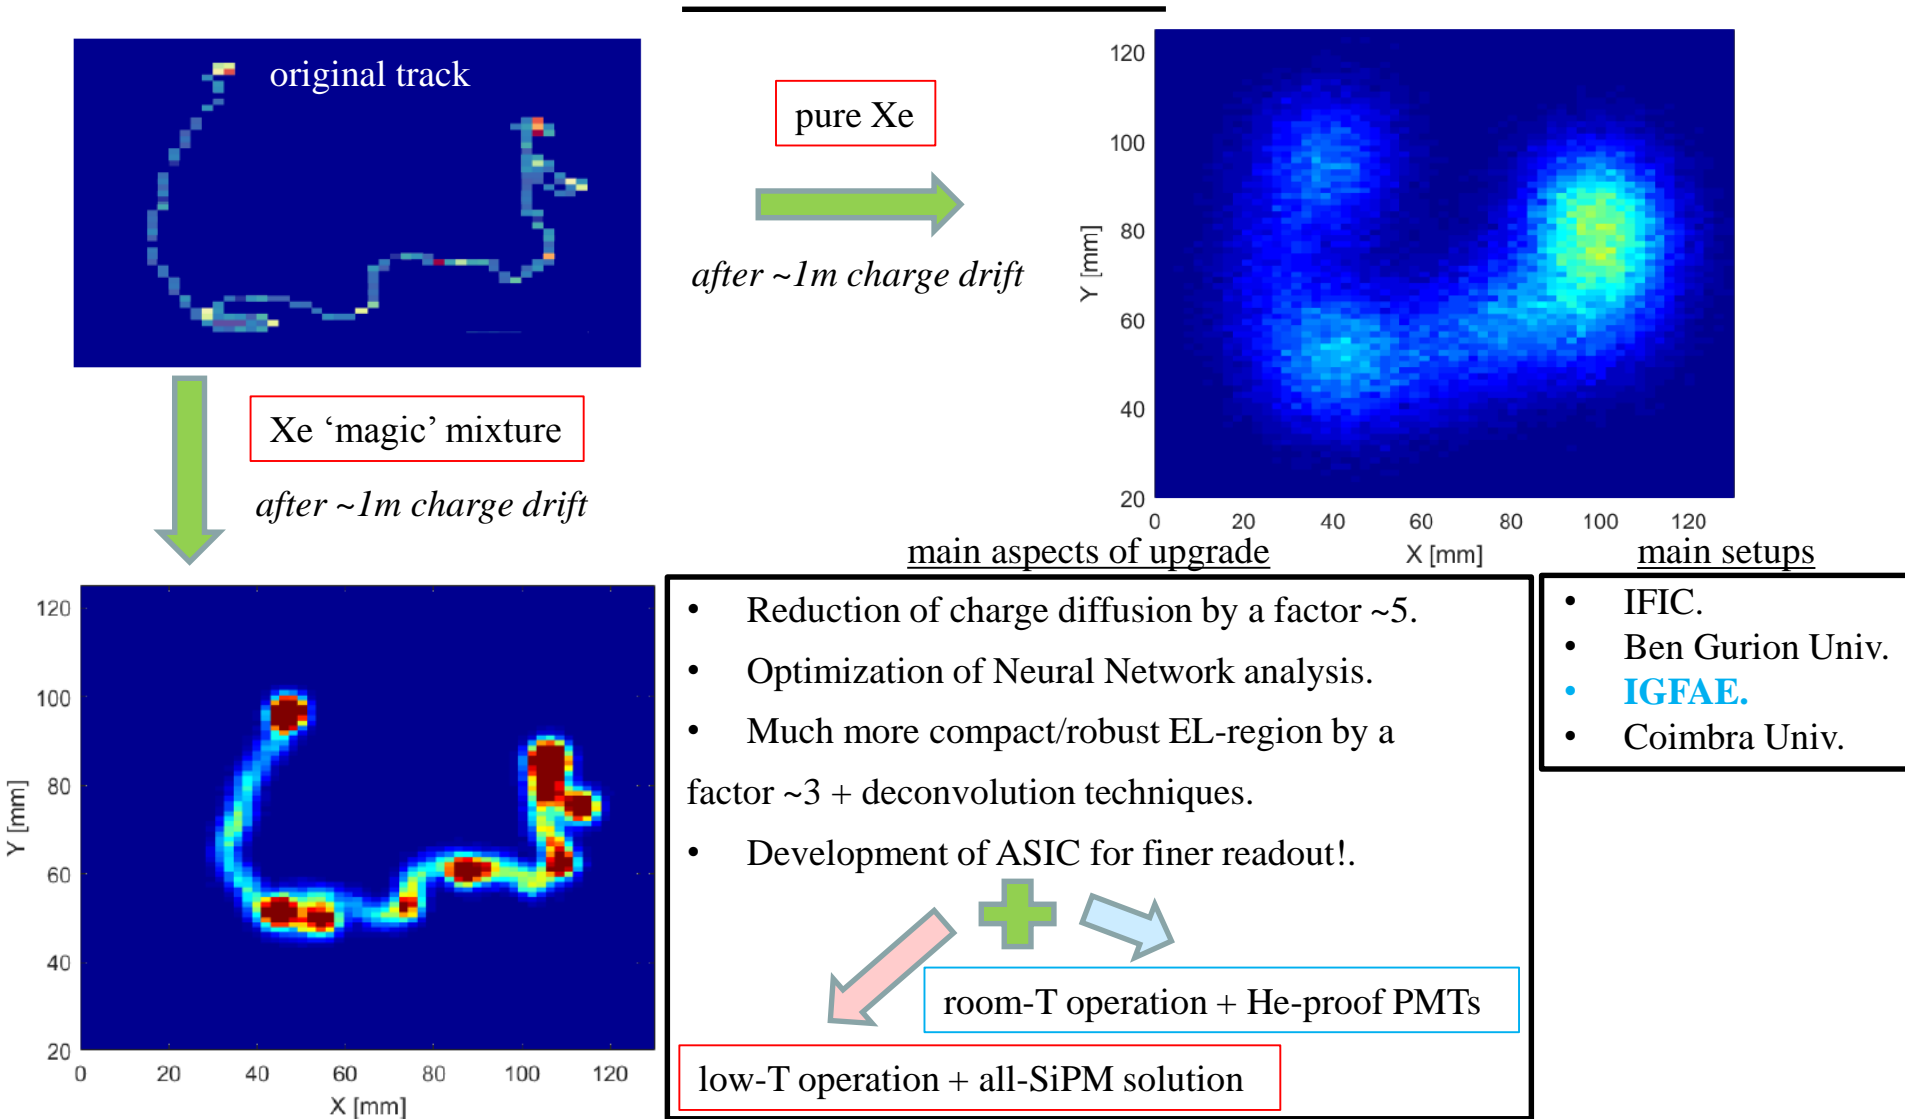 original track
pure Xe
after ~1m charge drift
120
100
80
60
40
20
Y [mm]
0
20
40
60
80
100
120
X [mm]
Xe ‘magic’ mixture
after ~1m charge drift
120
100
80
60
40
20
Y [mm]
0
20
40
60
80
100
120
X [mm]
main aspects of upgrade
• Reduction of charge diffusion by a factor ~5.
• Optimization of Neural Network analysis.
• Much more compact/robust EL-region by a
factor ~3 + deconvolution techniques.
• Development of ASIC for finer readout!.
room-T operation + He-proof PMTs
low-T operation + all-SiPM solution
main setups
• IFIC.
• Ben Gurion Univ.
• IGFAE.
• Coimbra Univ.